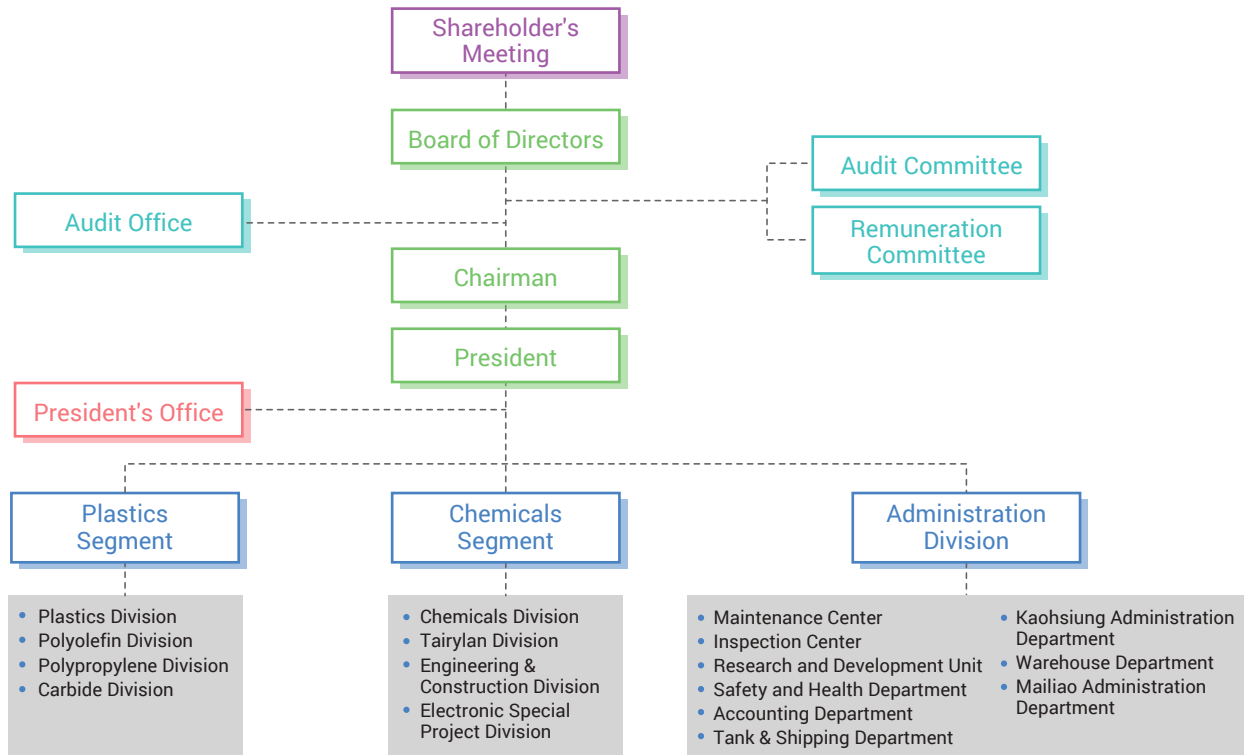 Shareholder's
Meeting
Board of Directors
Audit Committee
Audit Office
Remuneration
Committee
Chairman
President
President's Office
Plastics
Segment
Chemicals
Segment
Administration
Division
• Plastics Division
• Polyolefin Division
• Polypropylene Division
• Carbide Division
• Chemicals Division
• Tairylan Division
• Engineering &
Construction Division
• Electronic Special
Project Division
• Maintenance Center
• Inspection Center
• Research and Development Unit
• Safety and Health Department
• Accounting Department
• Tank & Shipping Department
• Kaohsiung Administration
Department
• Warehouse Department
• Mailiao Administration
Department